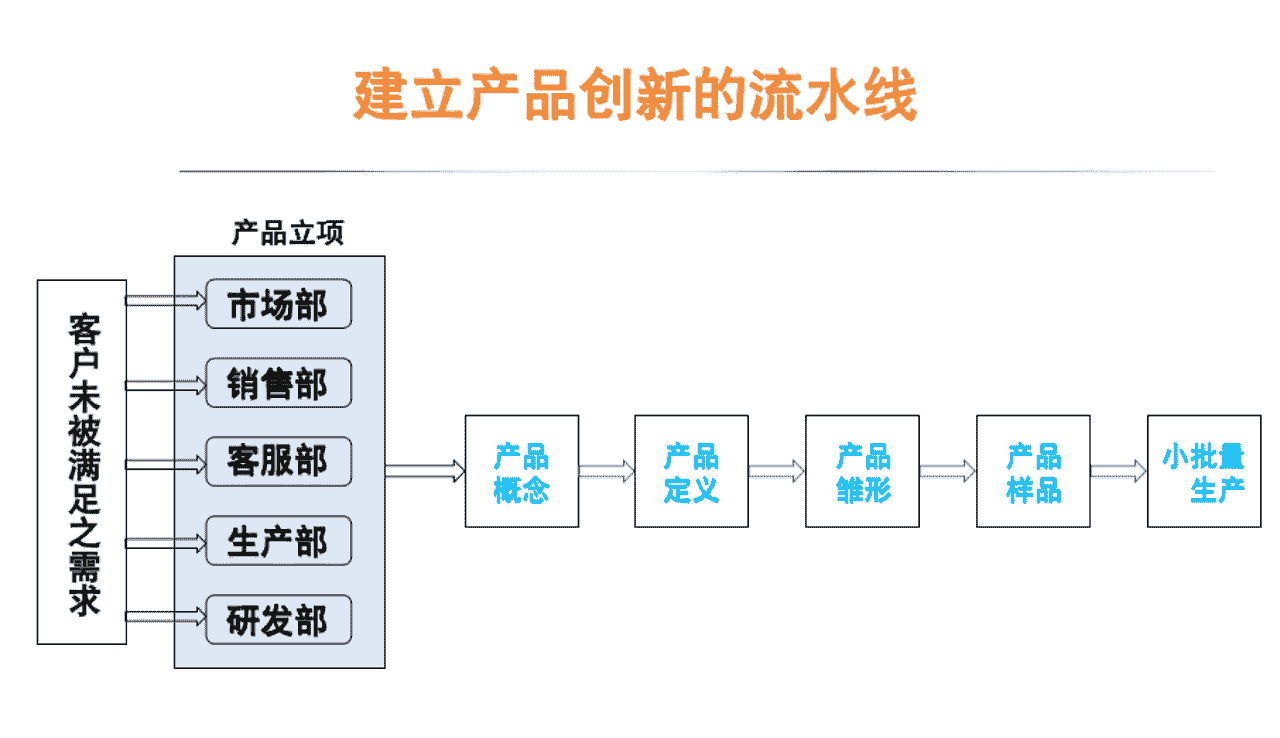 建立产品创新的流水线
产品立项
客户未被满足之需求
市场部
销售部
客服部
生产部
研发部
产品
概念
产品
定义
产品
雏形
产品
样品
小批量
生产